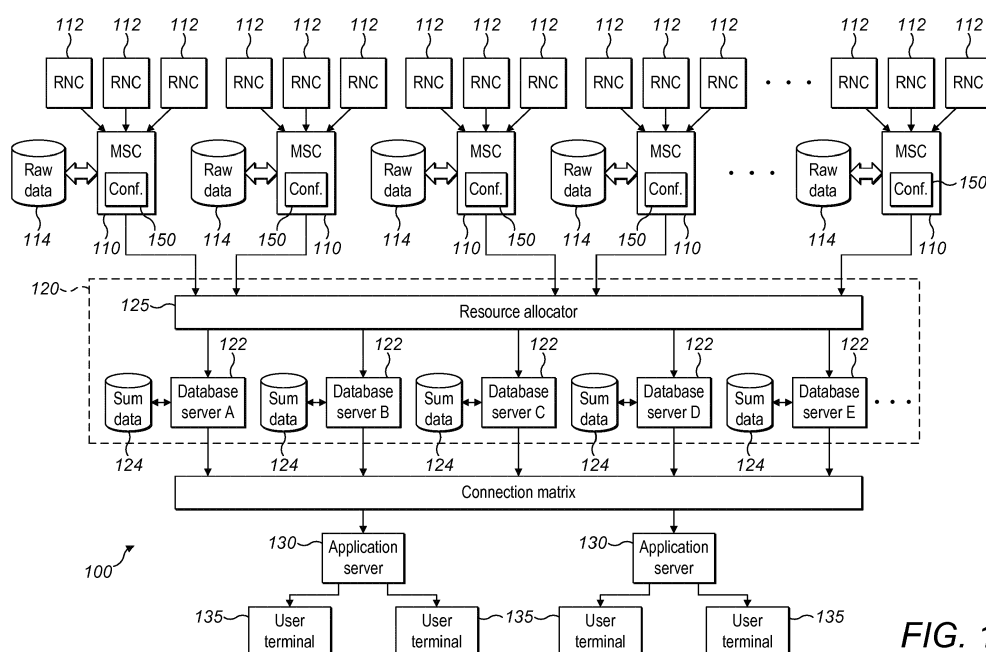 112 112 112 112 112 112 112 112 112 112 112 112 112 112 112
RNC RNC RNC RNC RNC RNC RNC RNC RNC RNC RNC RNC . . . RNC RNC RNC
MSC MSC MSC MSC MSC
Raw data Raw data Raw data Raw data . . . Raw data
Conf. Conf. Conf. Conf. Conf. 150
114 110 150 114 150 110 114 110 150 114 150 110 114 110
120
125 Resource allocator
122 122 122 122 122
Sum data Database server A Sum data Database server B Sum data Database server C Sum data Database server D Sum data Database server E . . .
124 124 124 124 124
Connection matrix
130 Application server 130 Application server
100
135 User terminal User terminal 135 User terminal User terminal 135
FIG.